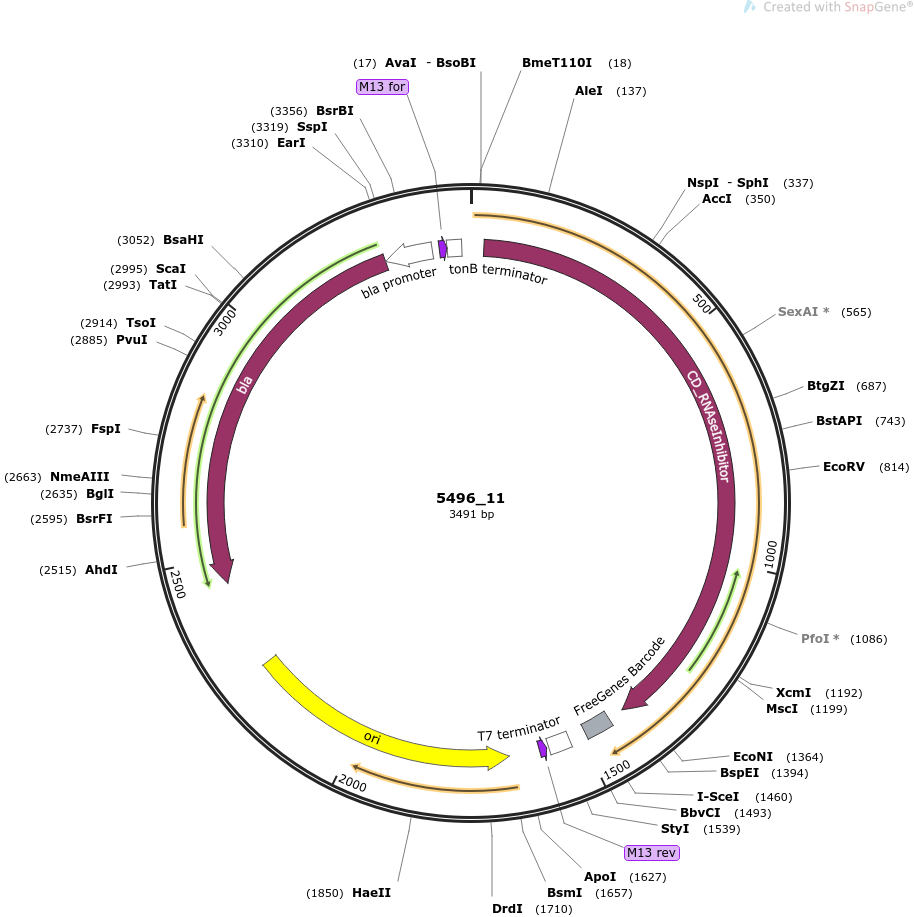 Created with SnapGene®
(17) AvaI - BsoBI
BmeT110I (18)
M13 for
AleI (137)
(3356) BsrBI
(3319) SspI
(3310) EarI
NspI - SphI (337)
AccI (350)
(3052) BsaHI
(2995) ScaI
(2993) TatI
bla promoter
tonB terminator
500
3000
SexAI * (565)
(2914) TsoI
(2885) PvuI
bla
CD_RNAseInhibitor
BtgZI (687)
BstAPI (743)
(2737) FspI
EcoRV (814)
(2663) NmeAIII
(2635) BglI
(2595) BsrFI
5496_11
3491 bp
1000
(2515) AhdI
2500
PfoI * (1086)
FreeGenes Barcode
XcmI (1192)
MscI (1199)
T7 terminator
ori
EcoNI (1364)
BspEI (1394)
1500
2000
I-SceI (1460)
BbvCI (1493)
StyI (1539)
M13 rev
ApoI (1627)
(1850) HaeII
BsmI (1657)
DrdI (1710)